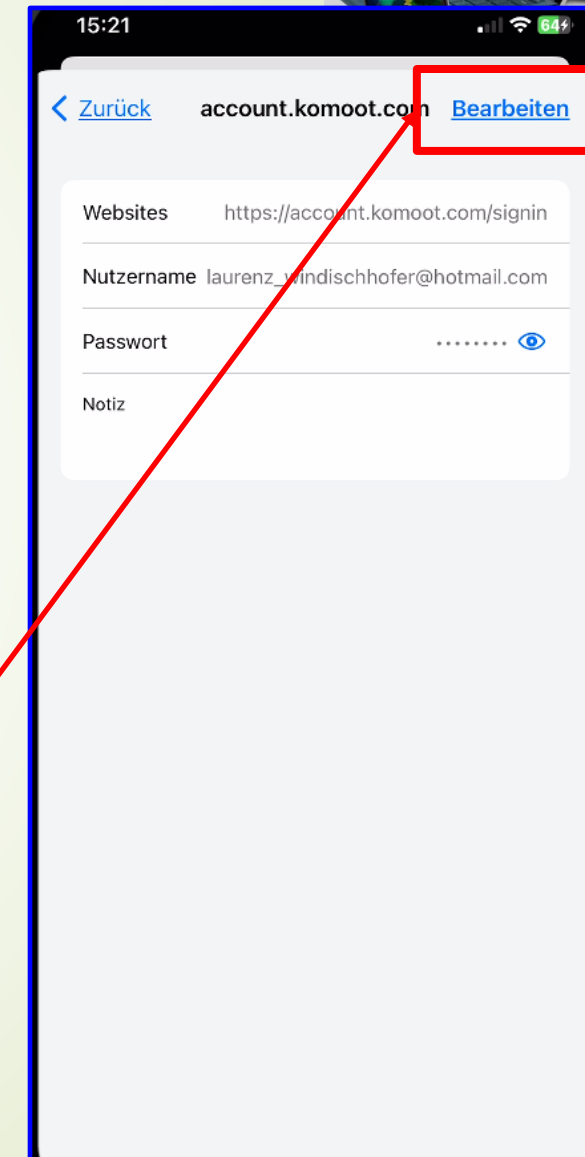 15:21 64
Zurück account.komoot.com Bearbeiten
Websites https://account.komoot.com/signin
Nutzername laurenz_windischhofer@hotmail.com
Passwort ........
Notiz